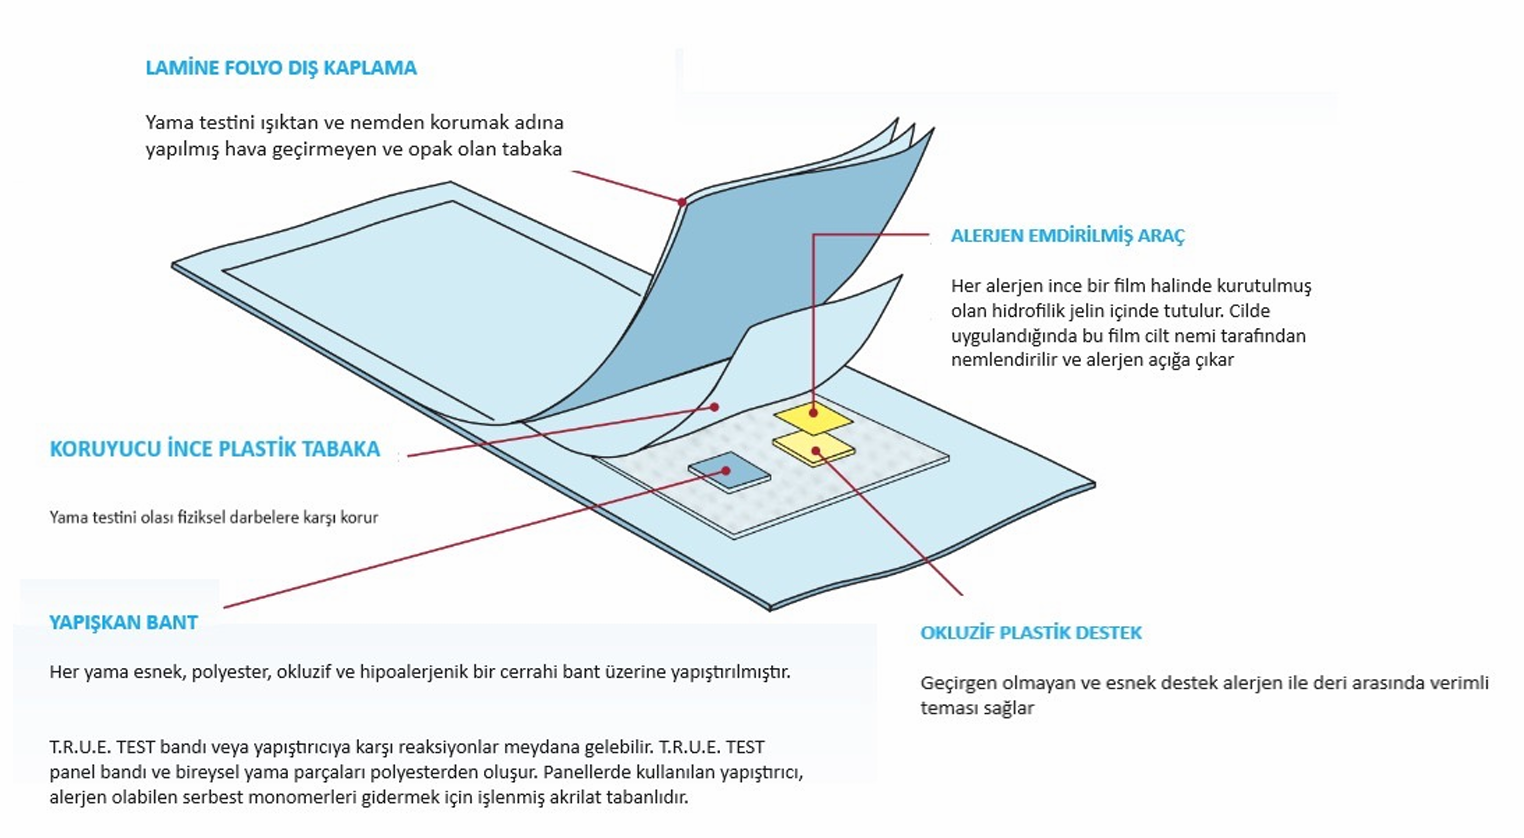 LAMİNE FOLYO DIŞ KAPLAMA
Yama testini ışıktan ve nemden korumak adına
yapılmış hava geçirmeyen ve opak olan tabaka
ALERJEN EMDİRİLMİŞ ARAÇ
Her alerjen ince bir film halinde kurutulmuş
olan hidrofilik jelin içinde tutulur. Cilde
uygulandığında bu film cilt nemi tarafından
nemlendirilir ve alerjen açığa çıkar
KORUYUCU İNCE PLASTİK TABAKA
Yama testini olası fiziksel darbelere karşı korur
YAPIŞKAN BANT
Her yama esnek, polyester, okluzif ve hipoalerjenik bir cerrahi bant üzerine yapıştırılmıştır.
T.R.U.E. TEST bandı veya yapıştırıcıya karşı reaksiyonlar meydana gelebilir. T.R.U.E. TEST
panel bandı ve bireysel yama parçaları polyesterden oluşur. Panellerde kullanılan yapıştırıcı,
alerjen olabilen serbest monomerleri gidermek için işlenmiş akrilat tabanlıdır.
OKLUZİF PLASTİK DESTEK
Geçirgen olmayan ve esnek destek alerjen ile deri arasında verimli
teması sağlar